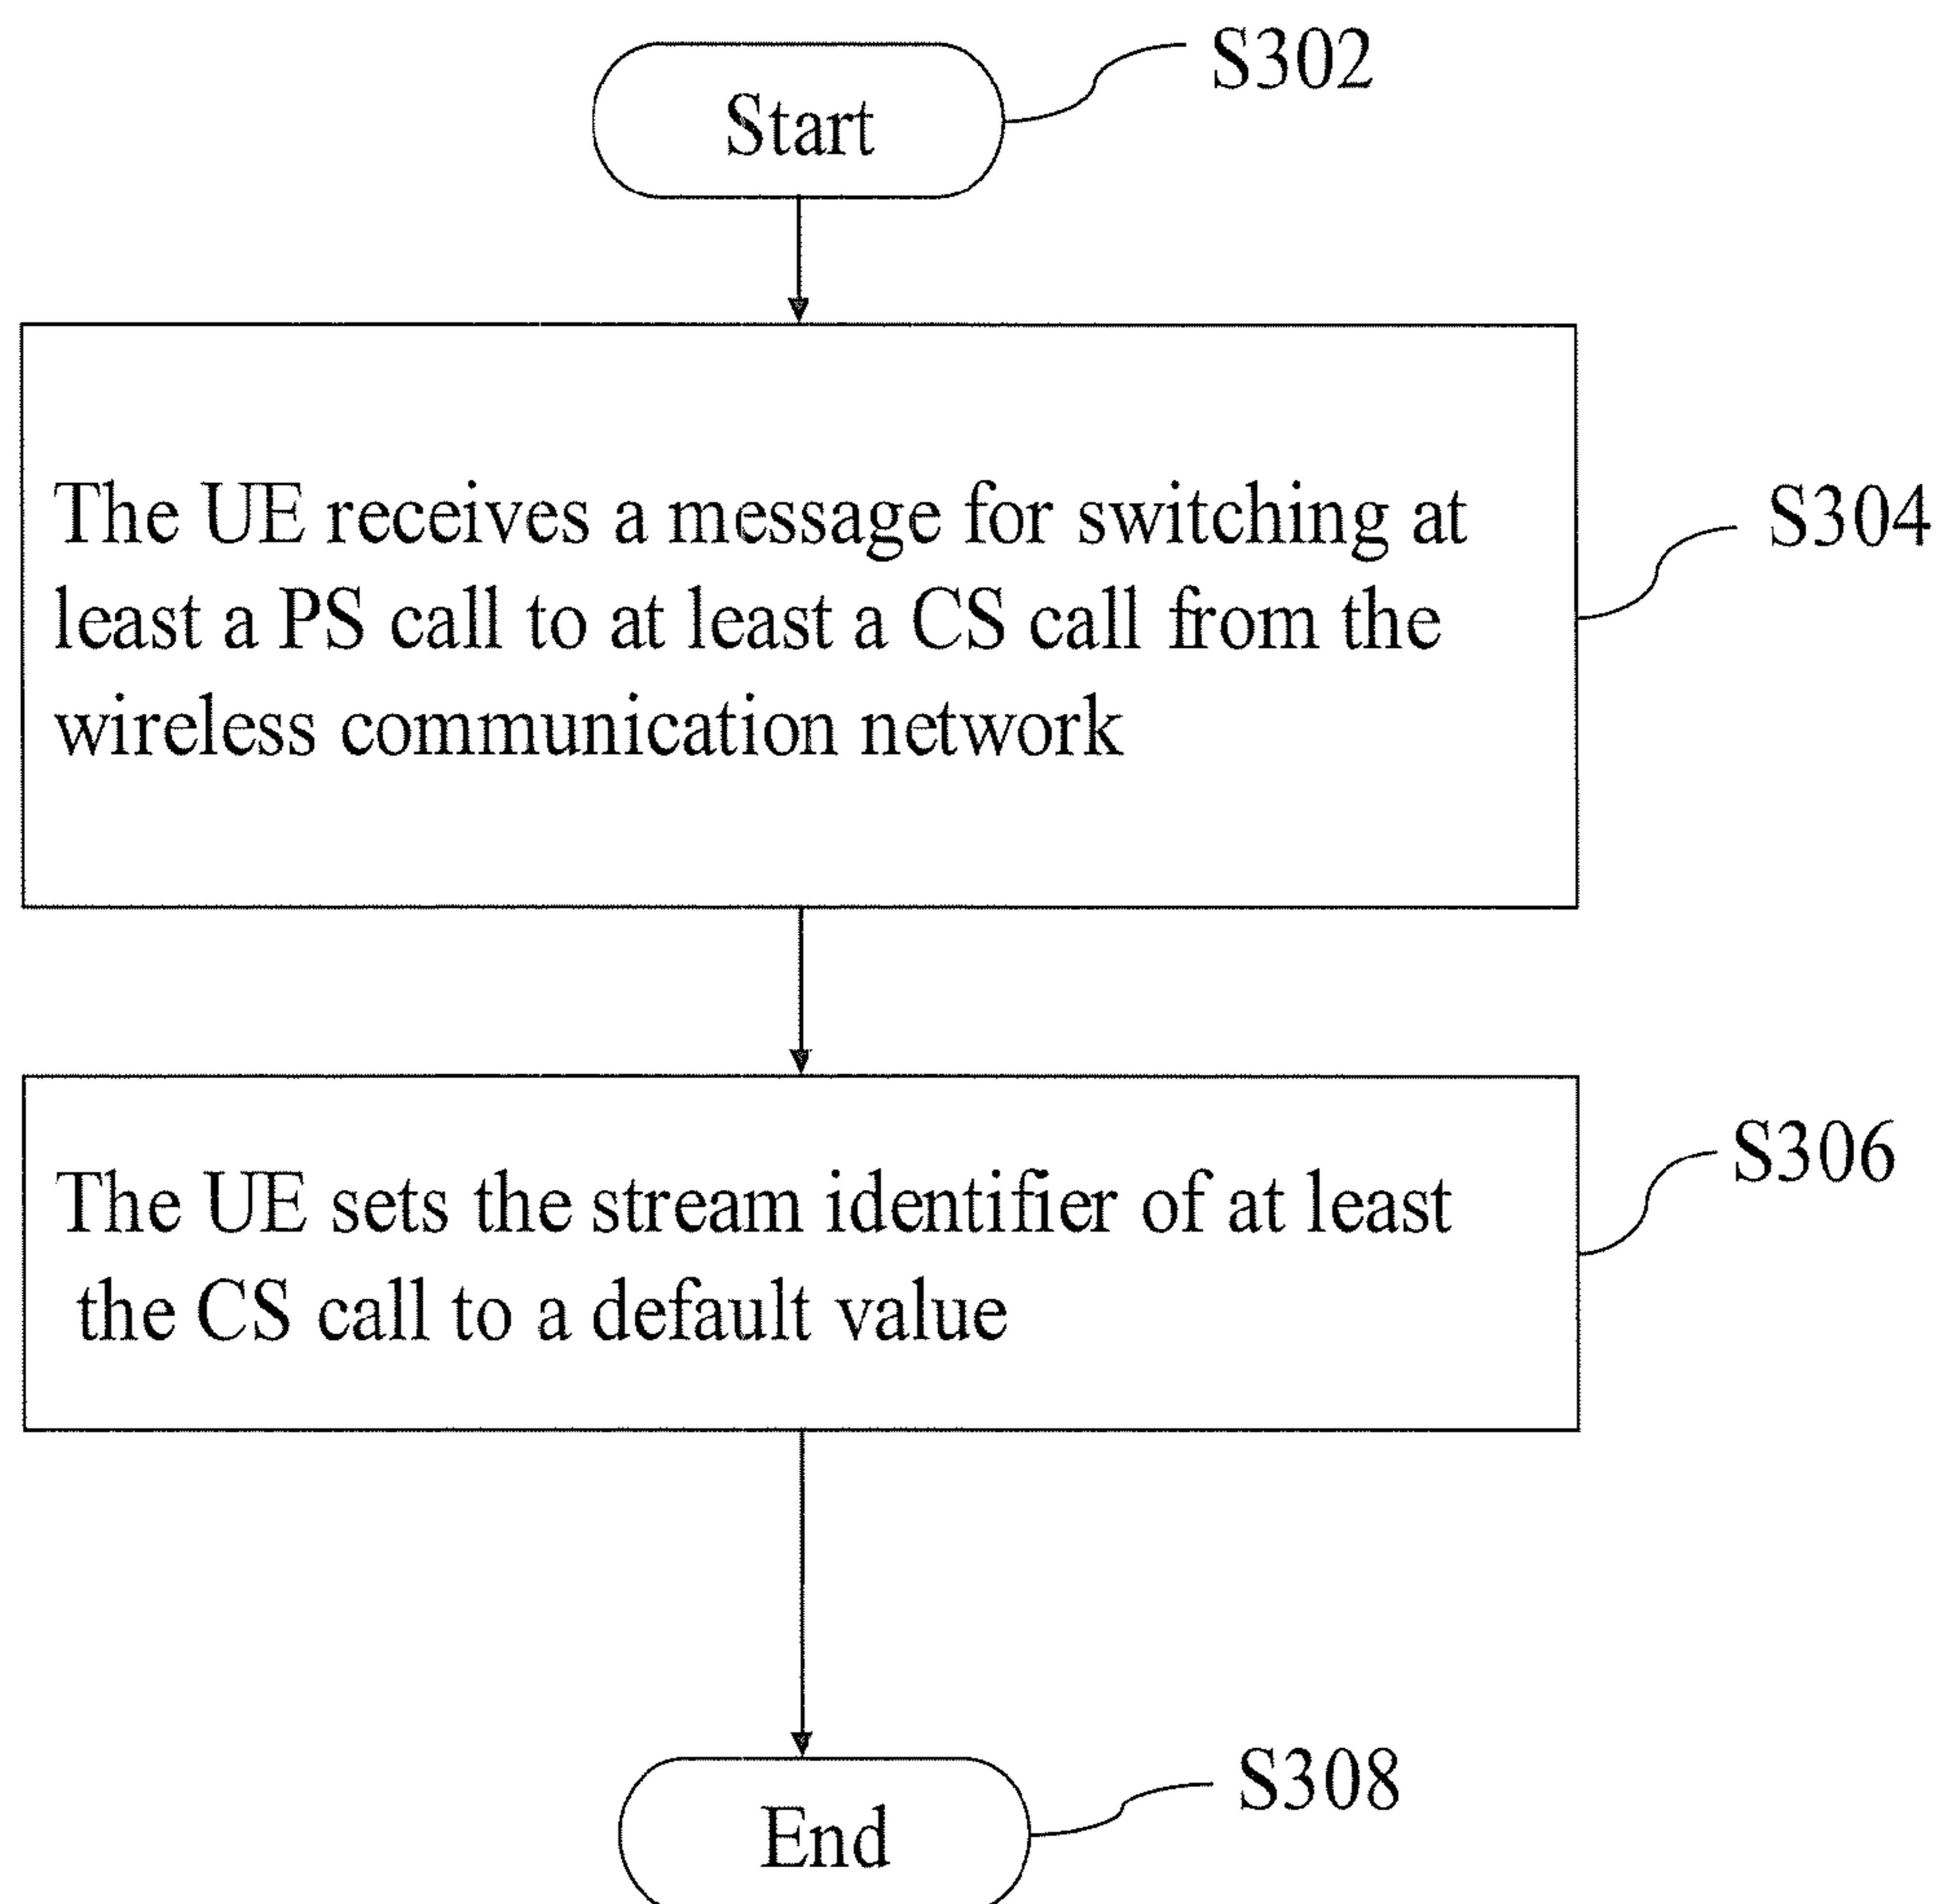 S302
Start
The UE receives a message for switching at
least a PS call to at least a CS call from the
wireless communication network
S304
The UE sets the stream identifier of at least
the CS call to a default value
S306
End
S308